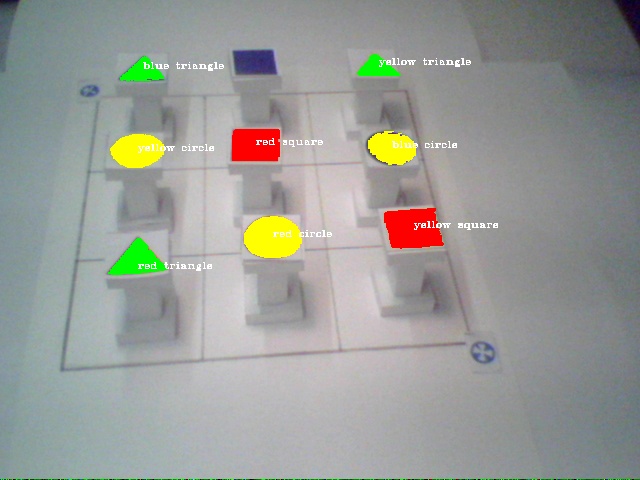 blue triangle
yellow triangle
yellow circle
red square
blue circle
red triangle
red circle
yellow square